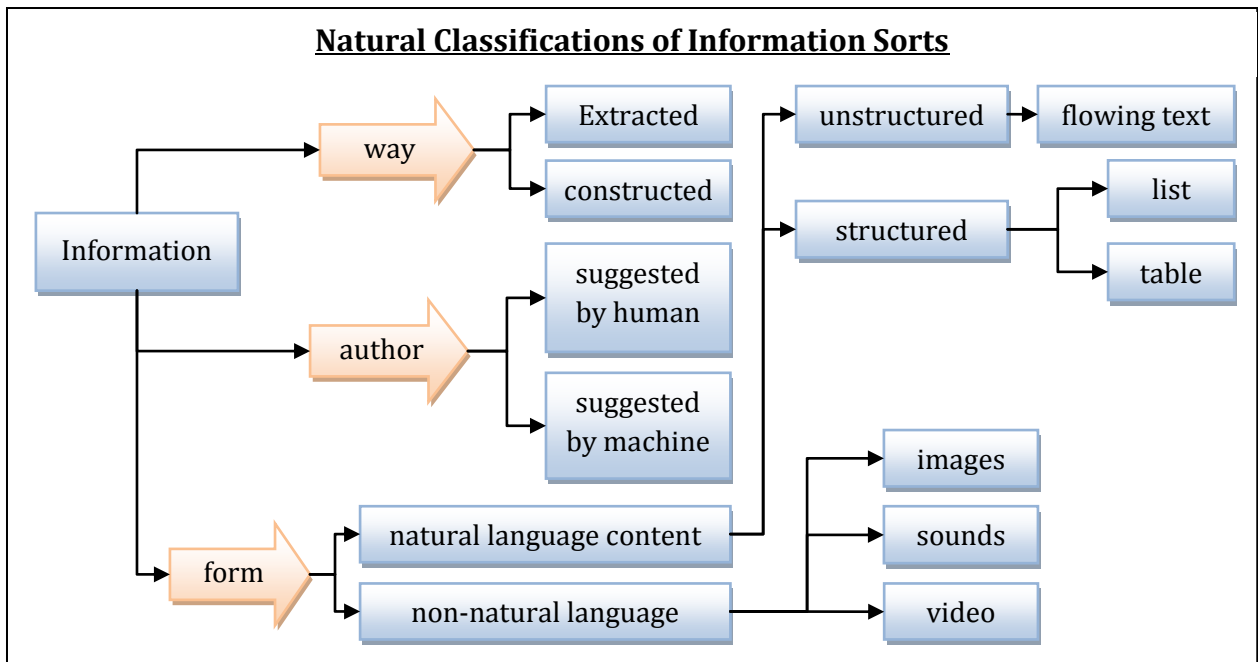 Natural Classifications of Information Sorts
Information
way
Extracted
constructed
author
suggested
by human
suggested
by machine
form
natural language content
unstructured
flowing text
structured
list
table
non-natural language
images
sounds
video